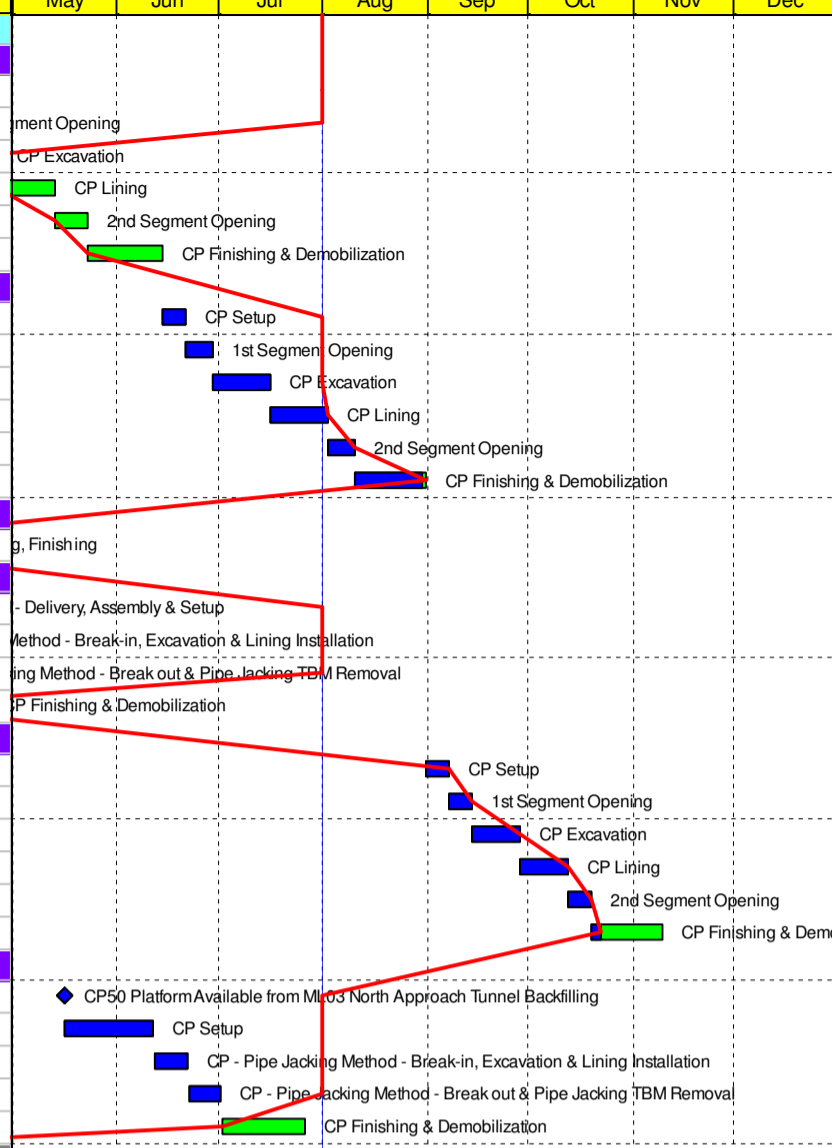 May Jun Jul Aug Sep Oct Nov Dec
ment Opening
CP Excavation
CP Lining
2nd Segment Opening
CP Finishing & Demobilization
CP Setup
1st Segment Opening
CP Excavation
CP Lining
2nd Segment Opening
CP Finishing & Demobilization
g, Finishing
- Delivery, Assembly & Setup
Method - Break-in, Excavation & Lining Installation
ing Method - Break out & Pipe Jacking TBM Removal
P Finishing & Demobilization
CP Setup
1st Segment Opening
CP Excavation
CP Lining
2nd Segment Opening
CP Finishing & Demo
CP50 Platform Available from ML03 North Approach Tunnel Backfilling
CP Setup
CP - Pipe Jacking Method - Break-in, Excavation & Lining Installation
CP - Pipe Jacking Method - Break out & Pipe Jacking TBM Removal
CP Finishing & Demobilization